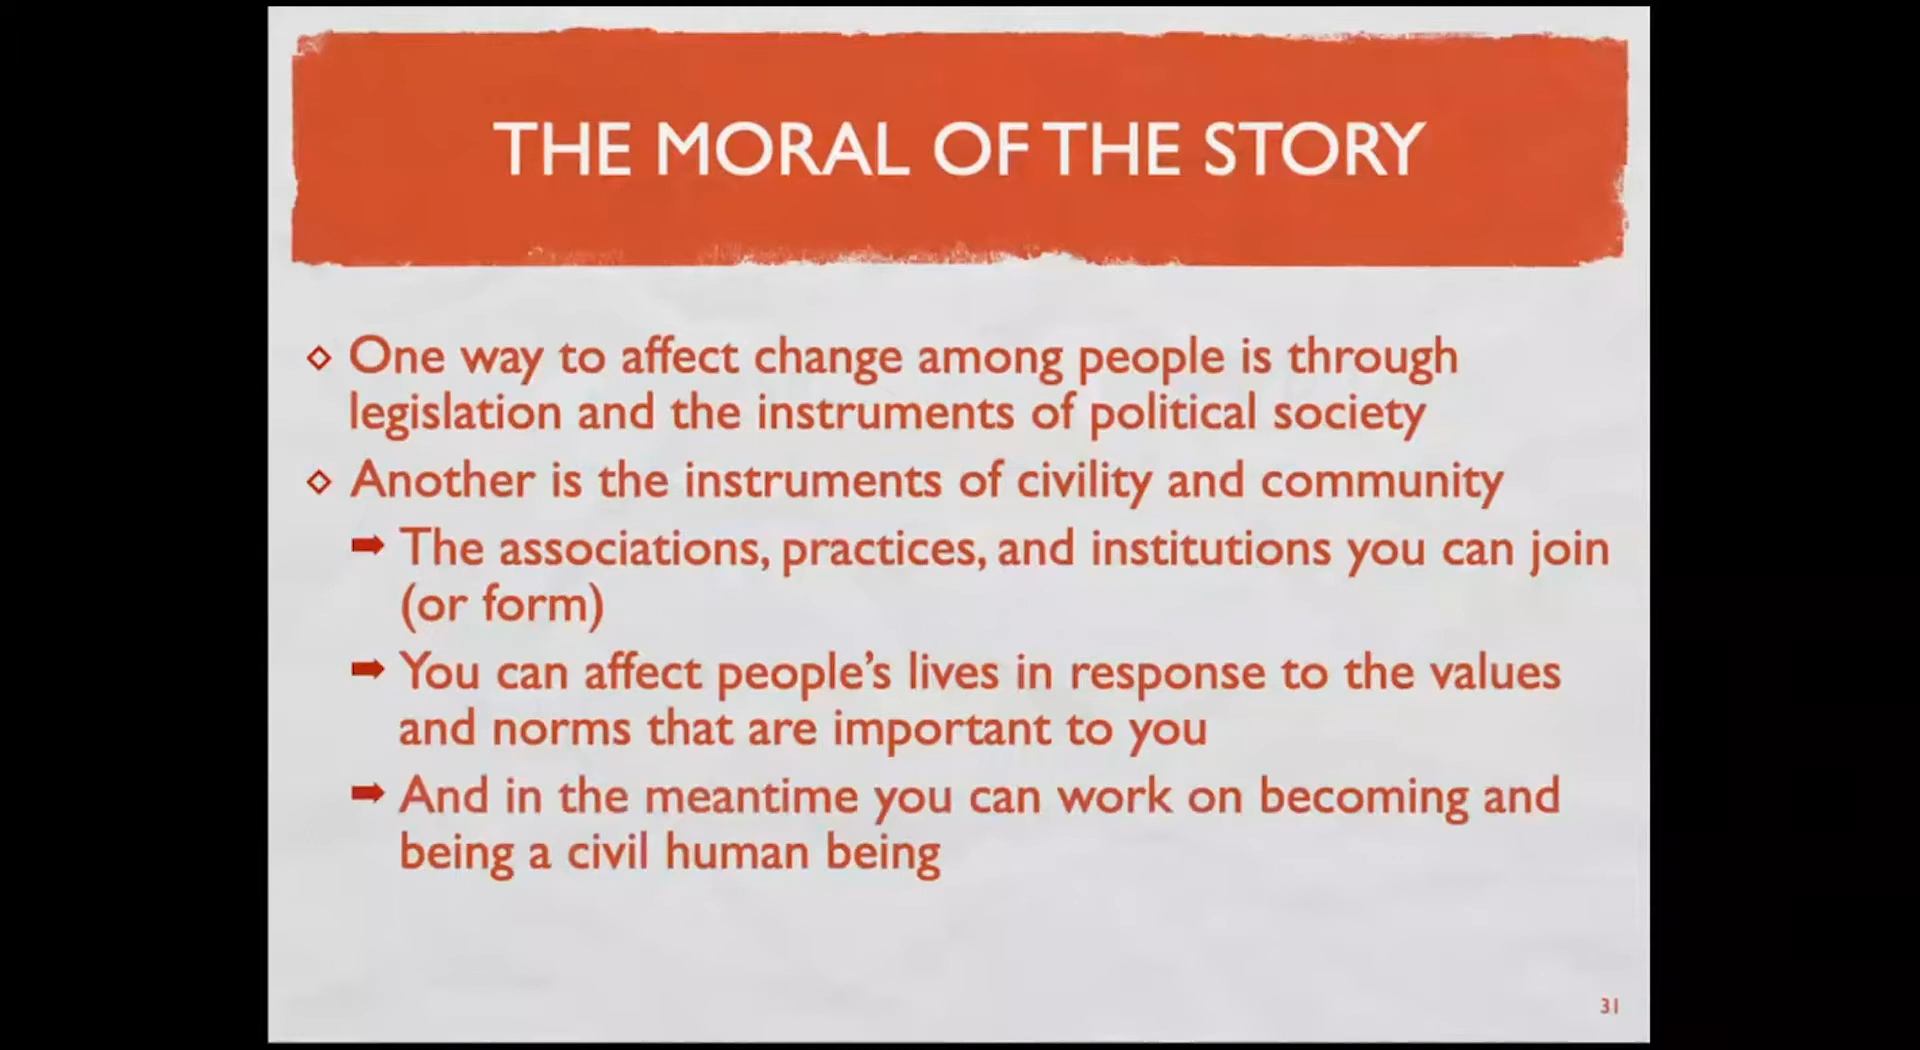 THE MORAL OF THE STORY
One way to affect change among people is through
legislation and the instruments of political society
Another is the instruments of civility and community
The associations, practices, and institutions you can join
(or form)
You can affect people's lives in response to the values
and norms that are important to you
And in the meantime you can work on becoming and
being a civil human being
31